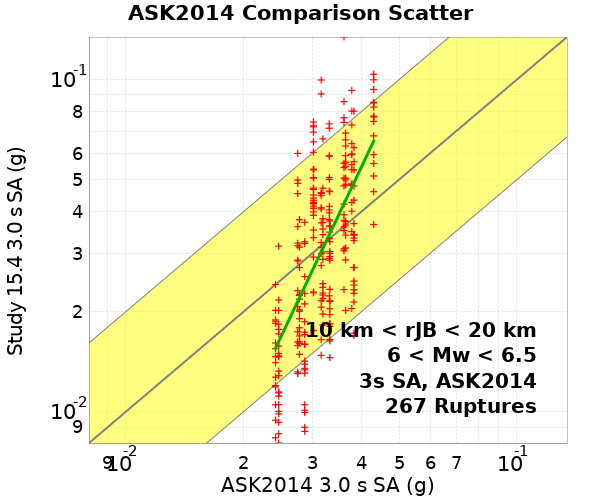 ASK2014 Comparison Scatter
Study 15.4 3.0 s SA (g)
10-1
8
6
5
4
3
2
10-2
9
10 km < rJB < 20 km
6 < Mw < 6.5
3s SA, ASK2014
267 Ruptures
9 10-2 2 3 4 5 6 7 10-1
ASK2014 3.0 s SA (g)